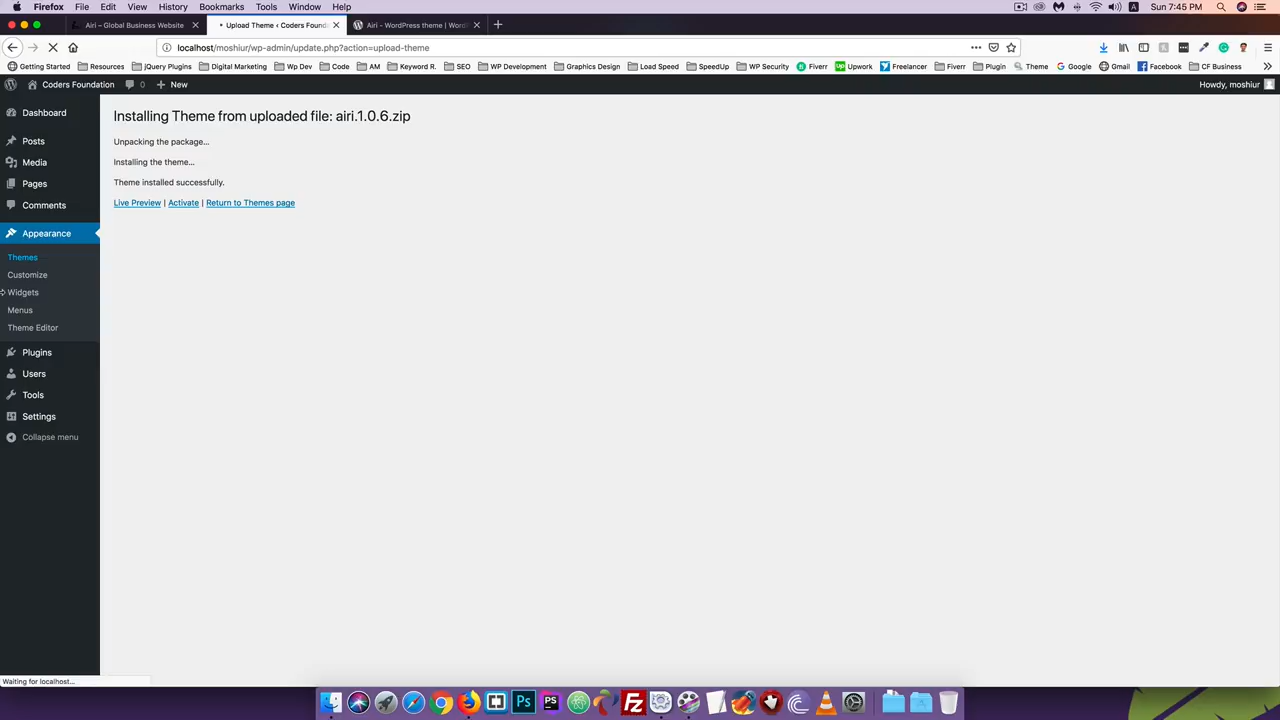 Firefox File Edit View History Bookmarks Tools Window Help Sun 7:45 PM
Airi – Global Business Website Upload Theme ‹ Coders Found Airi - WordPress theme | Word
localhost/moshiur/wp-admin/update.php?action=upload-theme
Getting Started Resources jQuery Plugins Digital Marketing Wp Dev Code AM Keyword R. SEO WP Development Graphics Design Load Speed SpeedUp WP Security Fiverr Upwork Freelancer Fiverr Plugin Theme Google Gmail Facebook CF Business
Coders Foundation 0 New Howdy, moshiur
Dashboard
Posts
Media
Pages
Comments
Appearance
Themes
Customize
Widgets
Menus
Theme Editor
Plugins
Users
Tools
Settings
Collapse menu
Installing Theme from uploaded file: airi.1.0.6.zip
Unpacking the package...
Installing the theme...
Theme installed successfully.
Live Preview | Activate | Return to Themes page
Waiting for localhost...
Ps PS FZ